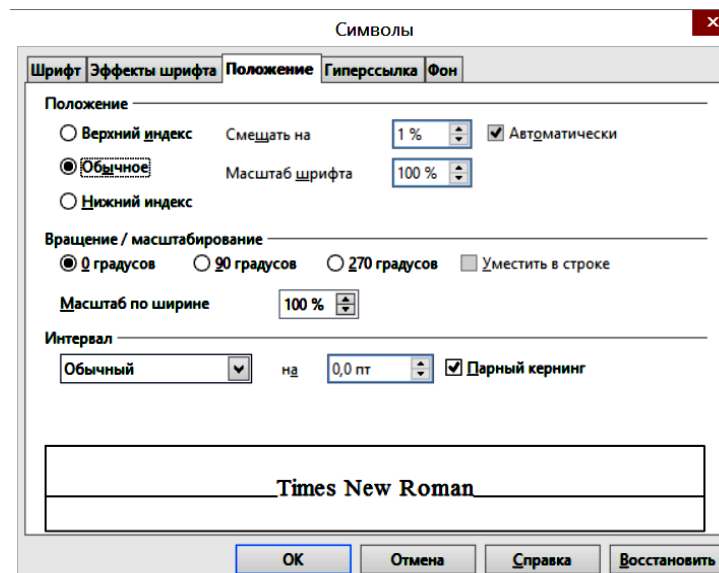 Символы
Шрифт Эффекты шрифта Положение Гиперссылка Фон
Положение
Верхний индекс Смещать на 1 % Автоматически
Обычное Масштаб шрифта 100 %
Нижний индекс
Вращение / масштабирование
0 градусов 90 градусов 270 градусов Уместить в строке
Масштаб по ширине 100 %
Интервал
Обычный на 0,0 пт Парный кернинг
Times New Roman
ОК Отмена Справка Восстановить